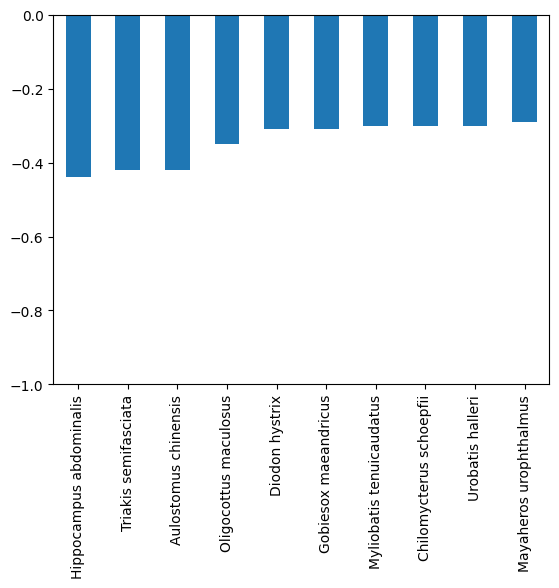 0.0
−0.2
−0.4
−0.6
−0.8
−1.0
Hippocampus abdominalis
Triakis semifasciata
Aulostomus chinensis
Oligocottus maculosus
Diodon hystrix
Gobiesox maeandricus
Myliobatis tenuicaudatus
Chilomycterus schoepfii
Urobatis halleri
Mayaheros urophthalmus